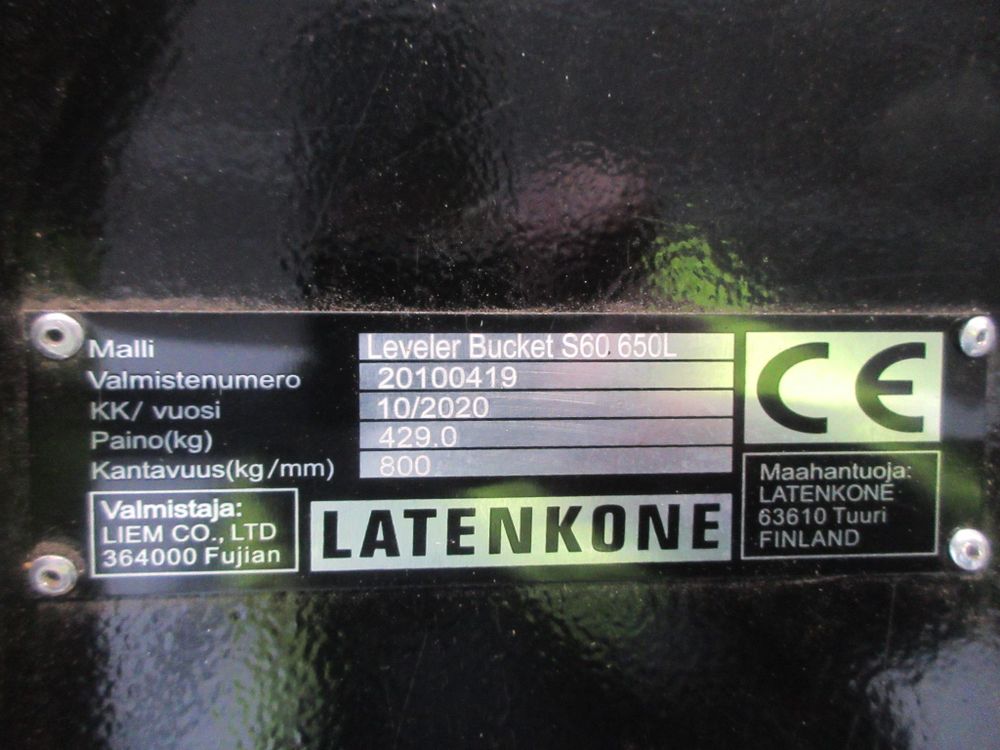 Malli Leveler Bucket S60 650L
Valmistenumero 20100419
KK/ vuosi 10/2020
Paino(kg) 429.0
Kantavuus(kg/mm) 800
CE
Valmistaja:
LIEM CO., LTD
364000 Fujian
LATENKONE
Maahantuoja:
LATENKONE
63610 Tuuri
FINLAND